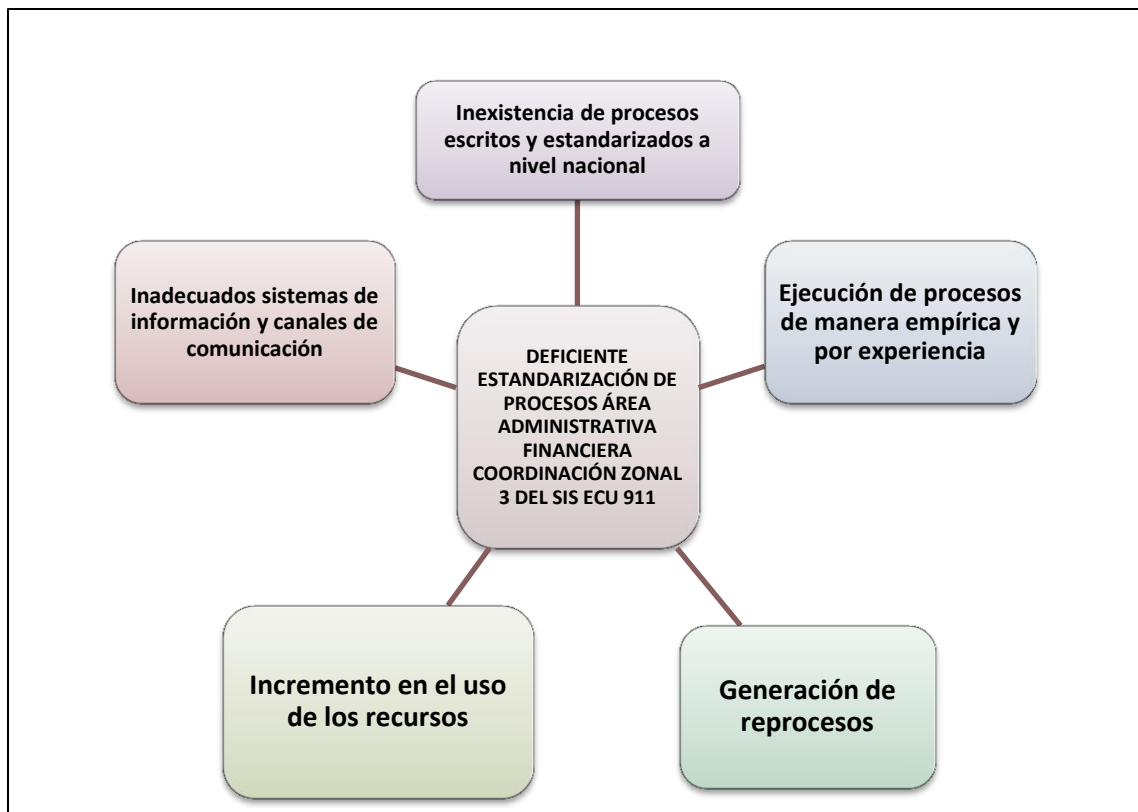 Inexistencia de procesos
escritos y estandarizados a
nivel nacional
Inadecuados sistemas de
información y canales de
comunicación
Ejecución de procesos
de manera empírica y
por experiencia
DEFICIENTE
ESTANDARIZACIÓN DE
PROCESOS ÁREA
ADMINISTRATIVA
FINANCIERA
COORDINACIÓN ZONAL
3 DEL SIS ECU 911
Incremento en el uso
de los recursos
Generación de
reprocesos